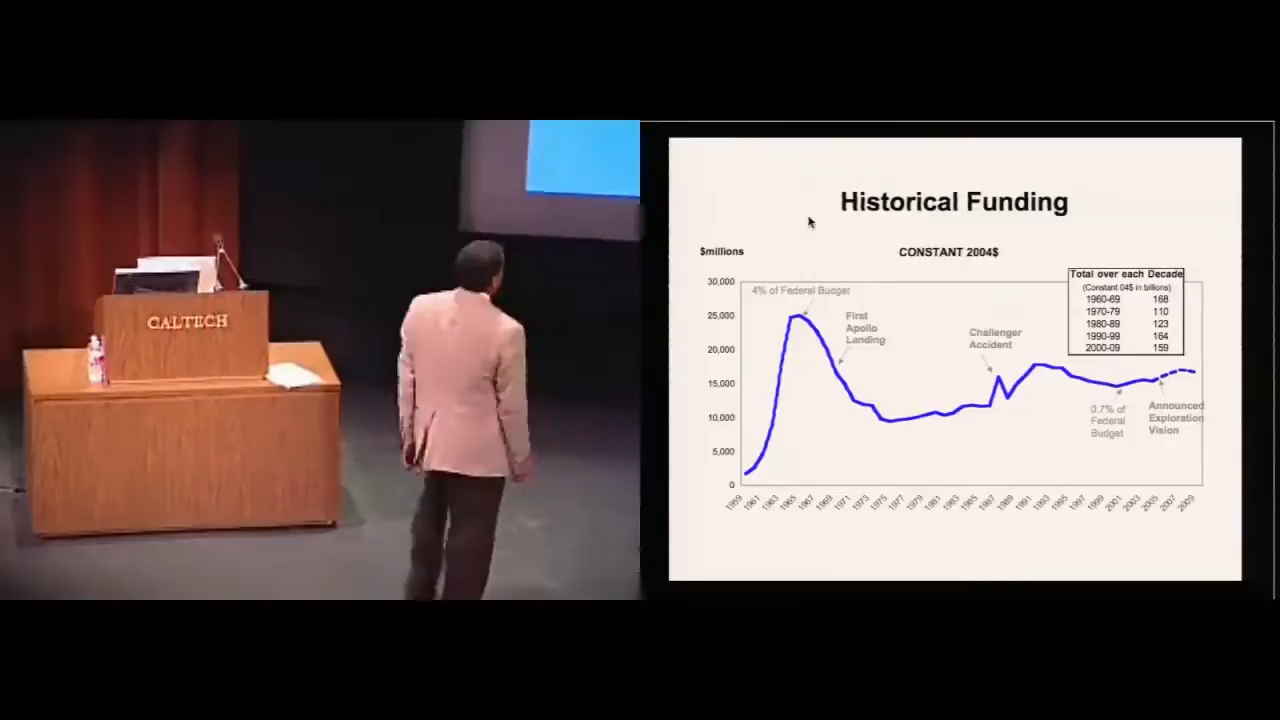 CALTECH
Historical Funding
$millions
CONSTANT 2004$
Total over each Decade
(Constant 04$ in billions)
1960-69 168
1970-79 110
1980-89 123
1990-99 164
2000-09 159
30,000
25,000
20,000
15,000
10,000
5,000
0
4% of Federal Budget
First
Apollo
Landing
Challenger
Accident
0.7% of
Federal
Budget
Announced
Exploration
Vision
1959 1961 1963 1965 1967 1969 1971 1973 1975 1977 1979 1981 1983 1985 1987 1989 1991 1993 1995 1997 1999 2001 2003 2005 2007 2009